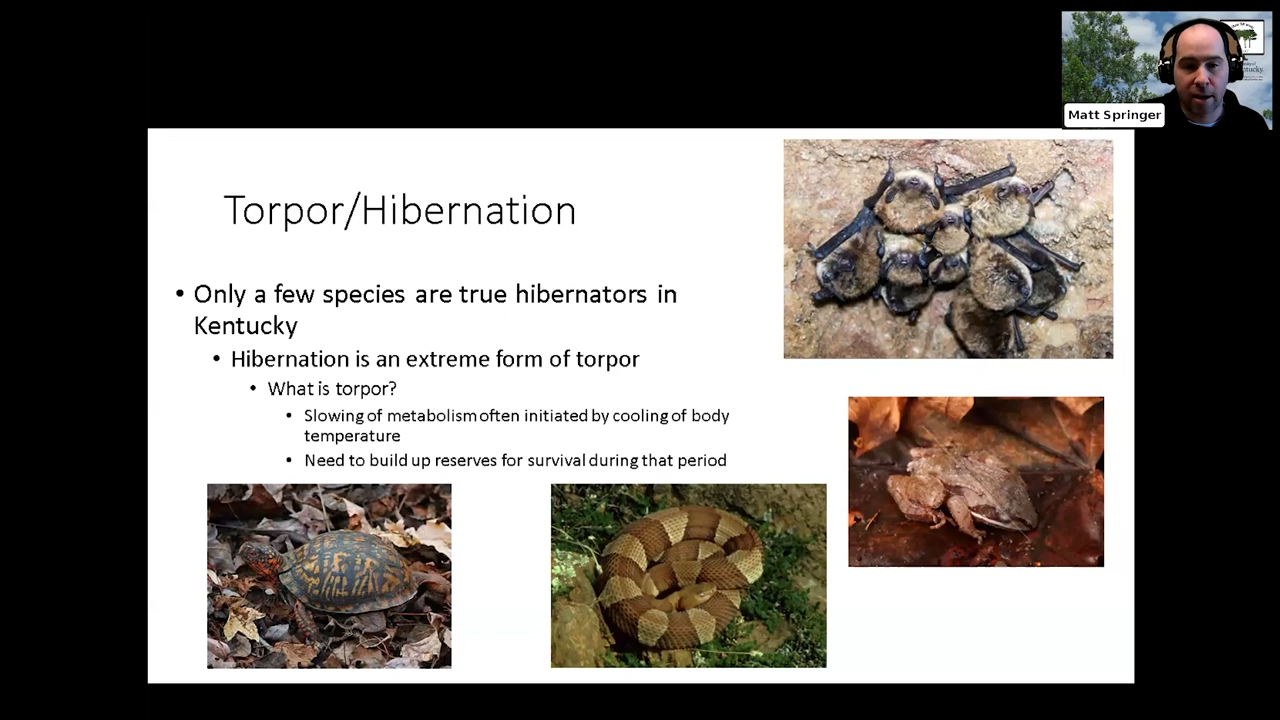 Matt Springer
Torpor/Hibernation
• Only a few species are true hibernators in
Kentucky
• Hibernation is an extreme form of torpor
• What is torpor?
• Slowing of metabolism often initiated by cooling of body
temperature
• Need to build up reserves for survival during that period